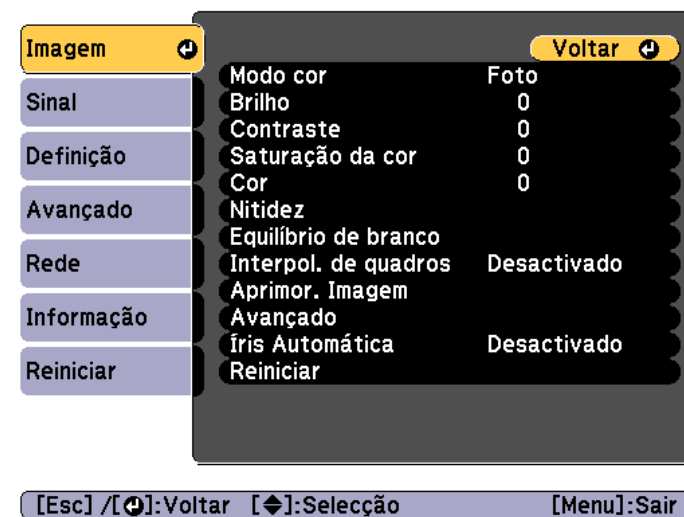 Imagem
Sinal
Definição
Avançado
Rede
Informação
Reiniciar
Voltar
Modo cor Foto
Brilho 0
Contraste 0
Saturação da cor 0
Cor 0
Nitidez
Equilíbrio de branco
Interpol. de quadros Desactivado
Aprimor. Imagem
Avançado
Íris Automática Desactivado
Reiniciar
[Esc] /[⏎]:Voltar [◆]:Selecção [Menu]:Sair